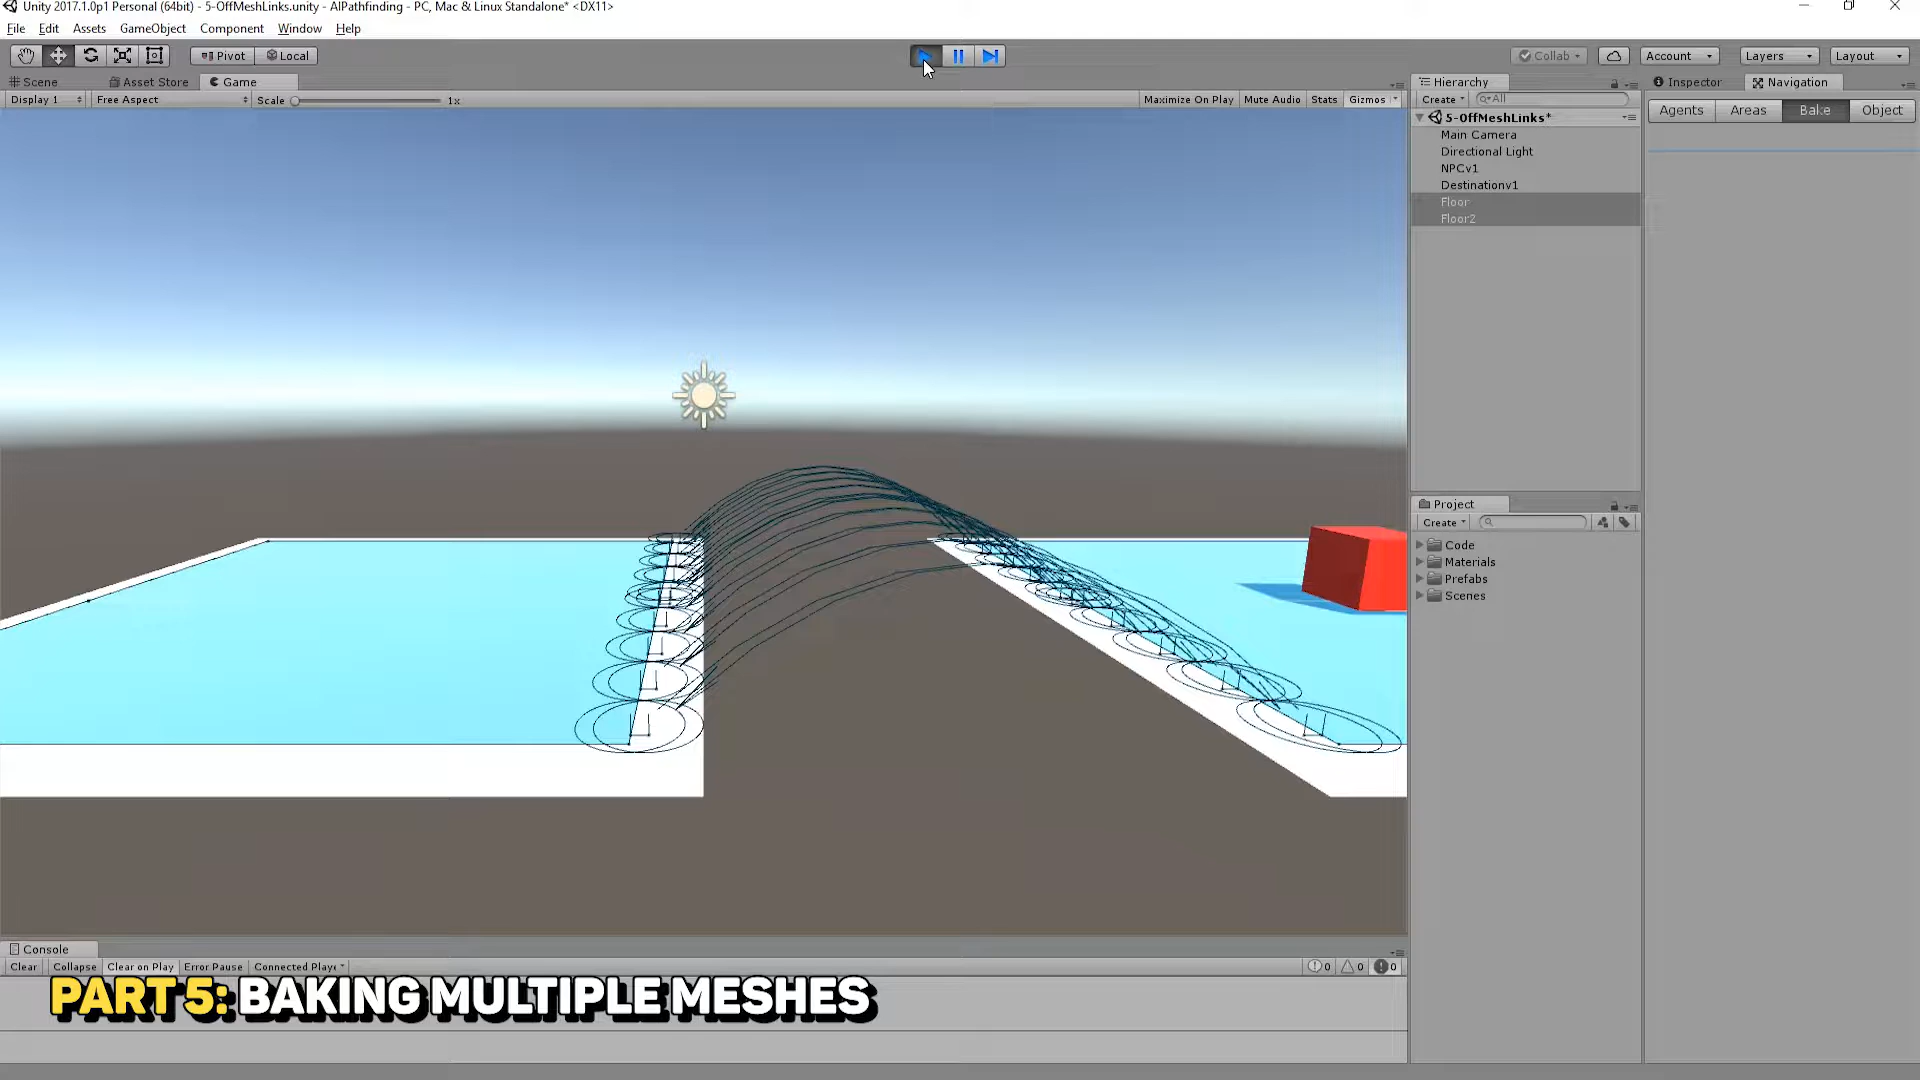 Unity 2017.1.0p1 Personal (64bit) - 5-OffMeshLinks.unity - AIPathfinding - PC, Mac & Linux Standalone* <DX11>
File Edit Assets GameObject Component Window Help
Pivot Local Collab Account Layers Layout
Scene Asset Store Game Hierarchy Inspector Navigation
Display 1 Free Aspect Scale 1x Maximize On Play Mute Audio Stats Gizmos Create All
Agents Areas Bake Object
5-OffMeshLinks*
Main Camera
Directional Light
NPCv1
Destinationv1
Floor
Floor2
Project
Create
Code
Materials
Prefabs
Scenes
Console
Clear Collapse Clear on Play Error Pause Connected Playe 0 0 0
PART 5: BAKING MULTIPLE MESHES